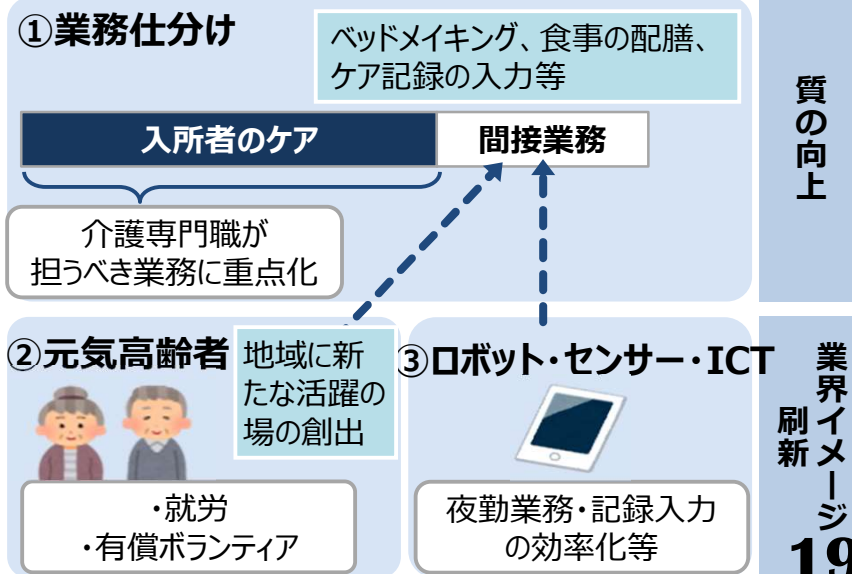 ①業務仕分け
ベッドメイキング、食事の配膳、
ケア記録の入力等
入所者のケア
間接業務
介護専門職が
担うべき業務に重点化
質の向上
②元気高齢者
地域に新
たな活躍の
場の創出
・就労
・有償ボランティア
③ロボット・センサー・ICT
夜勤業務・記録入力
の効率化等
業界イメージ
刷新
19